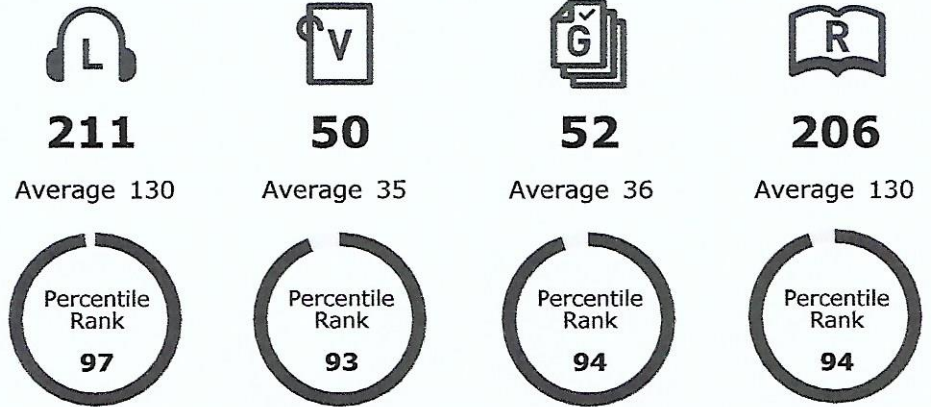 L V G R
211 50 52 206
Average 130 Average 35 Average 36 Average 130
Percentile Percentile Percentile Percentile
Rank Rank Rank Rank
97 93 94 94